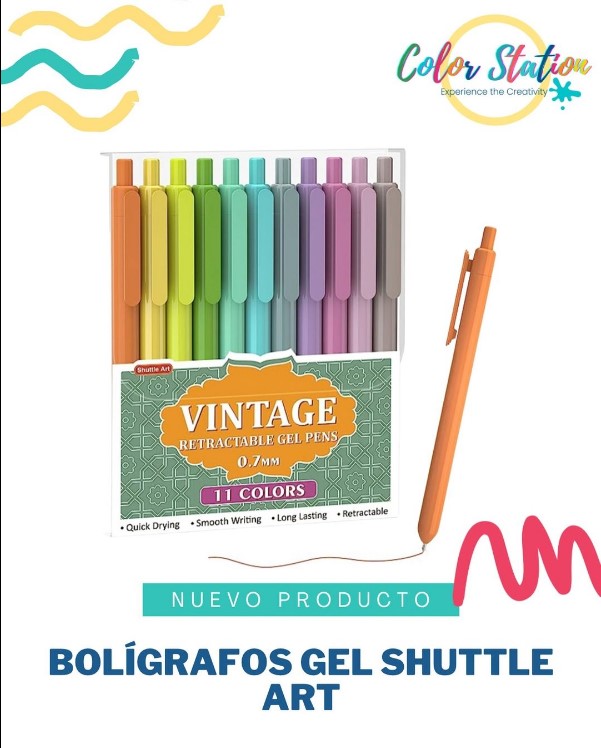 Color Station
Experience the Creativity
Shuttle Art
VINTAGE
RETRACTABLE GEL PENS
0.7MM
11 COLORS
• Quick Drying • Smooth Writing • Long Lasting • Retractable
NUEVO PRODUCTO
BOLÍGRAFOS GEL SHUTTLE
ART